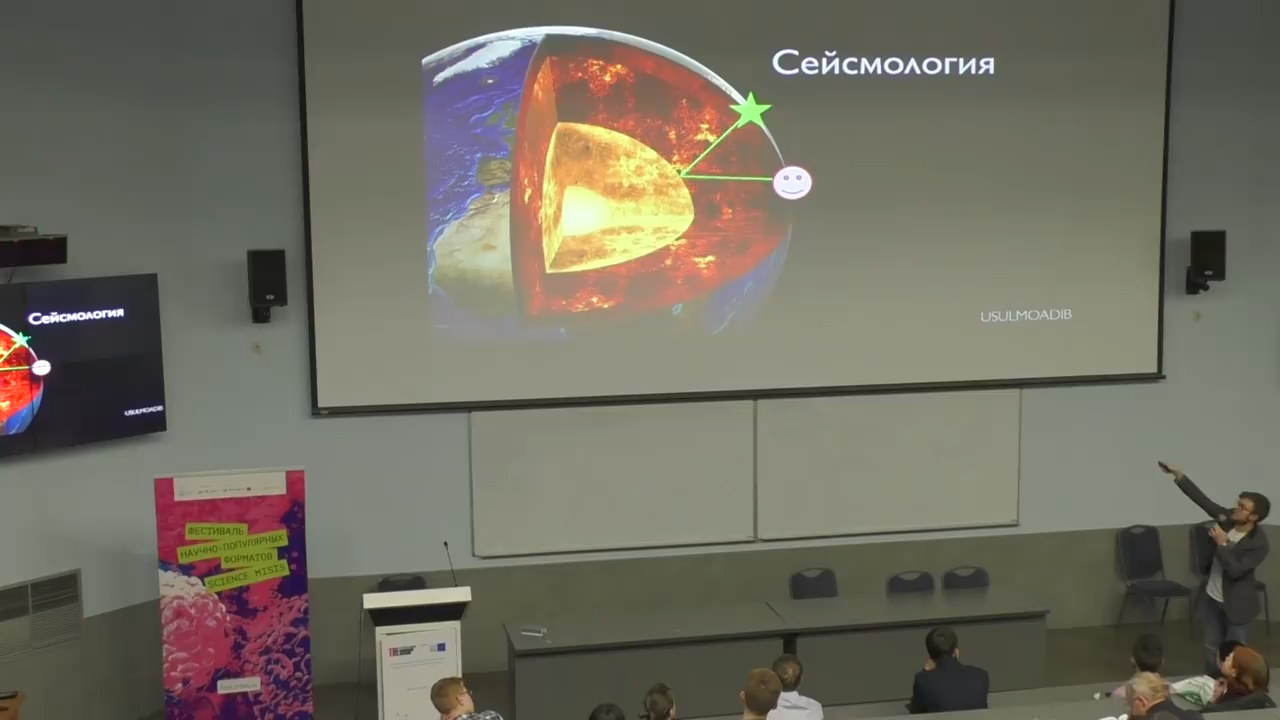 Сейсмология
USULMOADIB
Сейсмология
USULMOADIB
ФЕСТИВАЛЬ
НАУЧНО-ПОПУЛЯРНЫХ
ФОРМАТОВ
SCIENCE MISIS